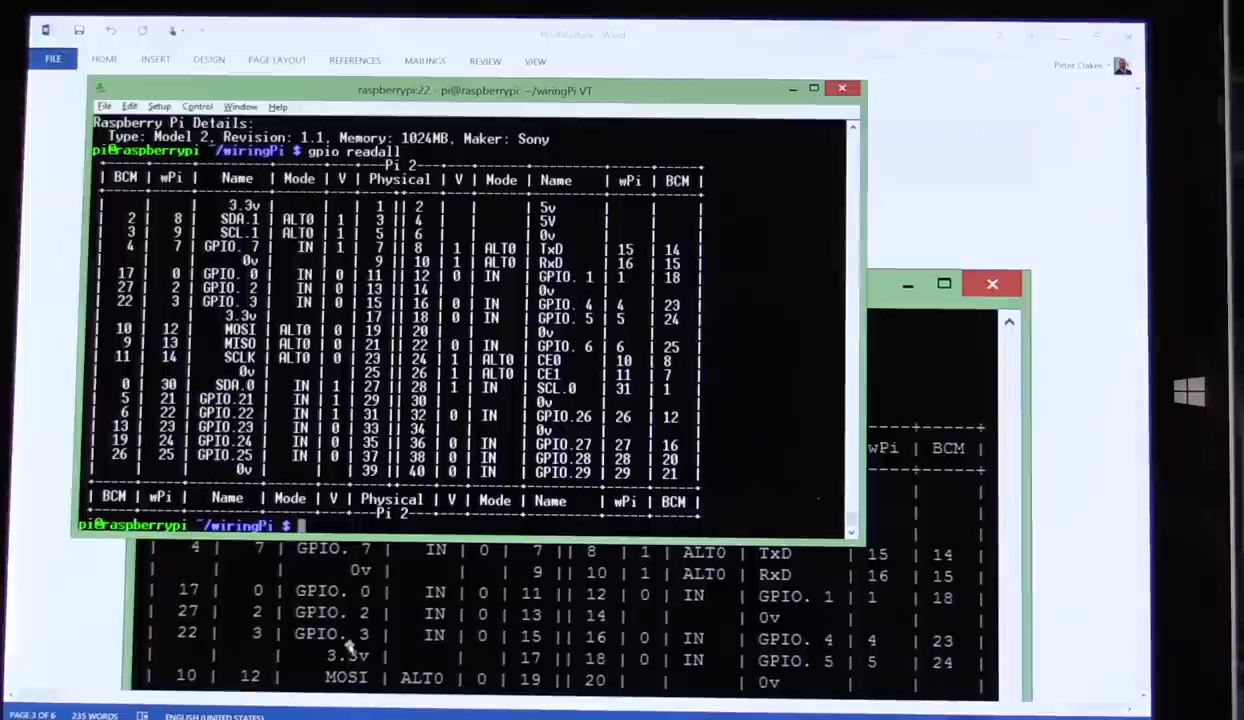 FILE HOME INSERT DESIGN PAGE LAYOUT REFERENCES MAILINGS REVIEW VIEW
Peter Oakes
raspberrypi:22 - pi@raspberrypi: ~/wiringPi VT
File Edit Setup Control Window Help
Raspberry Pi Details:
Type: Model 2, Revision: 1.1, Memory: 1024MB, Maker: Sony
pi@raspberrypi ~/wiringPi $ gpio readall
+-----+-----+---------+------+---+---Pi 2---+---+------+---------+-----+-----+
| BCM | wPi | Name | Mode | V | Physical | V | Mode | Name | wPi | BCM |
| | | 3.3v | | | 1 || 2 | | | 5v | | |
| 2 | 8 | SDA.1 | ALT0 | 1 | 3 || 4 | | | 5V | | |
| 3 | 9 | SCL.1 | ALT0 | 1 | 5 || 6 | | | 0v | | |
| 4 | 7 | GPIO. 7 | IN | 1 | 7 || 8 | 1 | ALT0 | TxD | 15 | 14 |
| | | 0v | | | 9 || 10 | 1 | ALT0 | RxD | 16 | 15 |
| 17 | 0 | GPIO. 0 | IN | 0 | 11 || 12 | 0 | IN | GPIO. 1 | 1 | 18 |
| 27 | 2 | GPIO. 2 | IN | 0 | 13 || 14 | | | 0v | | |
| 22 | 3 | GPIO. 3 | IN | 0 | 15 || 16 | 0 | IN | GPIO. 4 | 4 | 23 |
| | | 3.3v | | | 17 || 18 | 0 | IN | GPIO. 5 | 5 | 24 |
| 10 | 12 | MOSI | ALT0 | 0 | 19 || 20 | | | 0v | | |
| 9 | 13 | MISO | ALT0 | 0 | 21 || 22 | 0 | IN | GPIO. 6 | 6 | 25 |
| 11 | 14 | SCLK | ALT0 | 0 | 23 || 24 | 1 | ALT0 | CE0 | 10 | 8 |
| | | 0v | | | 25 || 26 | 1 | ALT0 | CE1 | 11 | 7 |
| 0 | 30 | SDA.0 | IN | 1 | 27 || 28 | 1 | IN | SCL.0 | 31 | 1 |
| 5 | 21 | GPIO.21 | IN | 1 | 29 || 30 | | | 0v | | |
| 6 | 22 | GPIO.22 | IN | 1 | 31 || 32 | 0 | IN | GPIO.26 | 26 | 12 |
| 13 | 23 | GPIO.23 | IN | 0 | 33 || 34 | | | 0v | | |
| 19 | 24 | GPIO.24 | IN | 0 | 35 || 36 | 0 | IN | GPIO.27 | 27 | 16 |
| 26 | 25 | GPIO.25 | IN | 0 | 37 || 38 | 0 | IN | GPIO.28 | 28 | 20 |
| | | 0v | | | 39 || 40 | 0 | IN | GPIO.29 | 29 | 21 |
| BCM | wPi | Name | Mode | V | Physical | V | Mode | Name | wPi | BCM |
+-----+-----+---------+------+---+---Pi 2---+---+------+---------+-----+-----+
pi@raspberrypi ~/wiringPi $
wPi | BCM |
| 4 | 7 | GPIO. 7 | IN | 0 | 7 || 8 | 1 | ALT0 | TxD | 15 | 14 |
| | | 0v | | | 9 || 10 | 1 | ALT0 | RxD | 16 | 15 |
| 17 | 0 | GPIO. 0 | IN | 0 | 11 || 12 | 0 | IN | GPIO. 1 | 1 | 18 |
| 27 | 2 | GPIO. 2 | IN | 0 | 13 || 14 | | | 0v | | |
| 22 | 3 | GPIO. 3 | IN | 0 | 15 || 16 | 0 | IN | GPIO. 4 | 4 | 23 |
| | | 3.3v | | | 17 || 18 | 0 | IN | GPIO. 5 | 5 | 24 |
| 10 | 12 | MOSI | ALT0 | 0 | 19 || 20 | | | 0v | | |
PAGE 3 OF 6 235 WORDS ENGLISH (UNITED STATES)